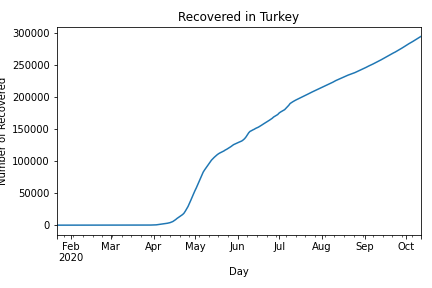 Recovered in Turkey
Number of Recovered
300000
250000
200000
150000
100000
50000
0
Feb Mar Apr May Jun Jul Aug Sep Oct
2020
Day